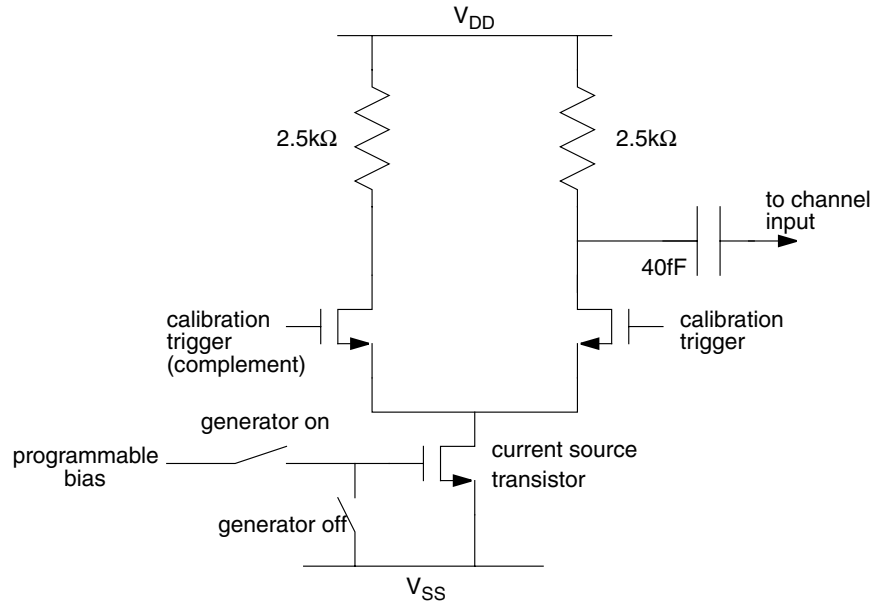 VDD
2.5kΩ
2.5kΩ
to channel
input
40fF
calibration
trigger
(complement)
calibration
trigger
generator on
programmable
bias
current source
transistor
generator off
VSS